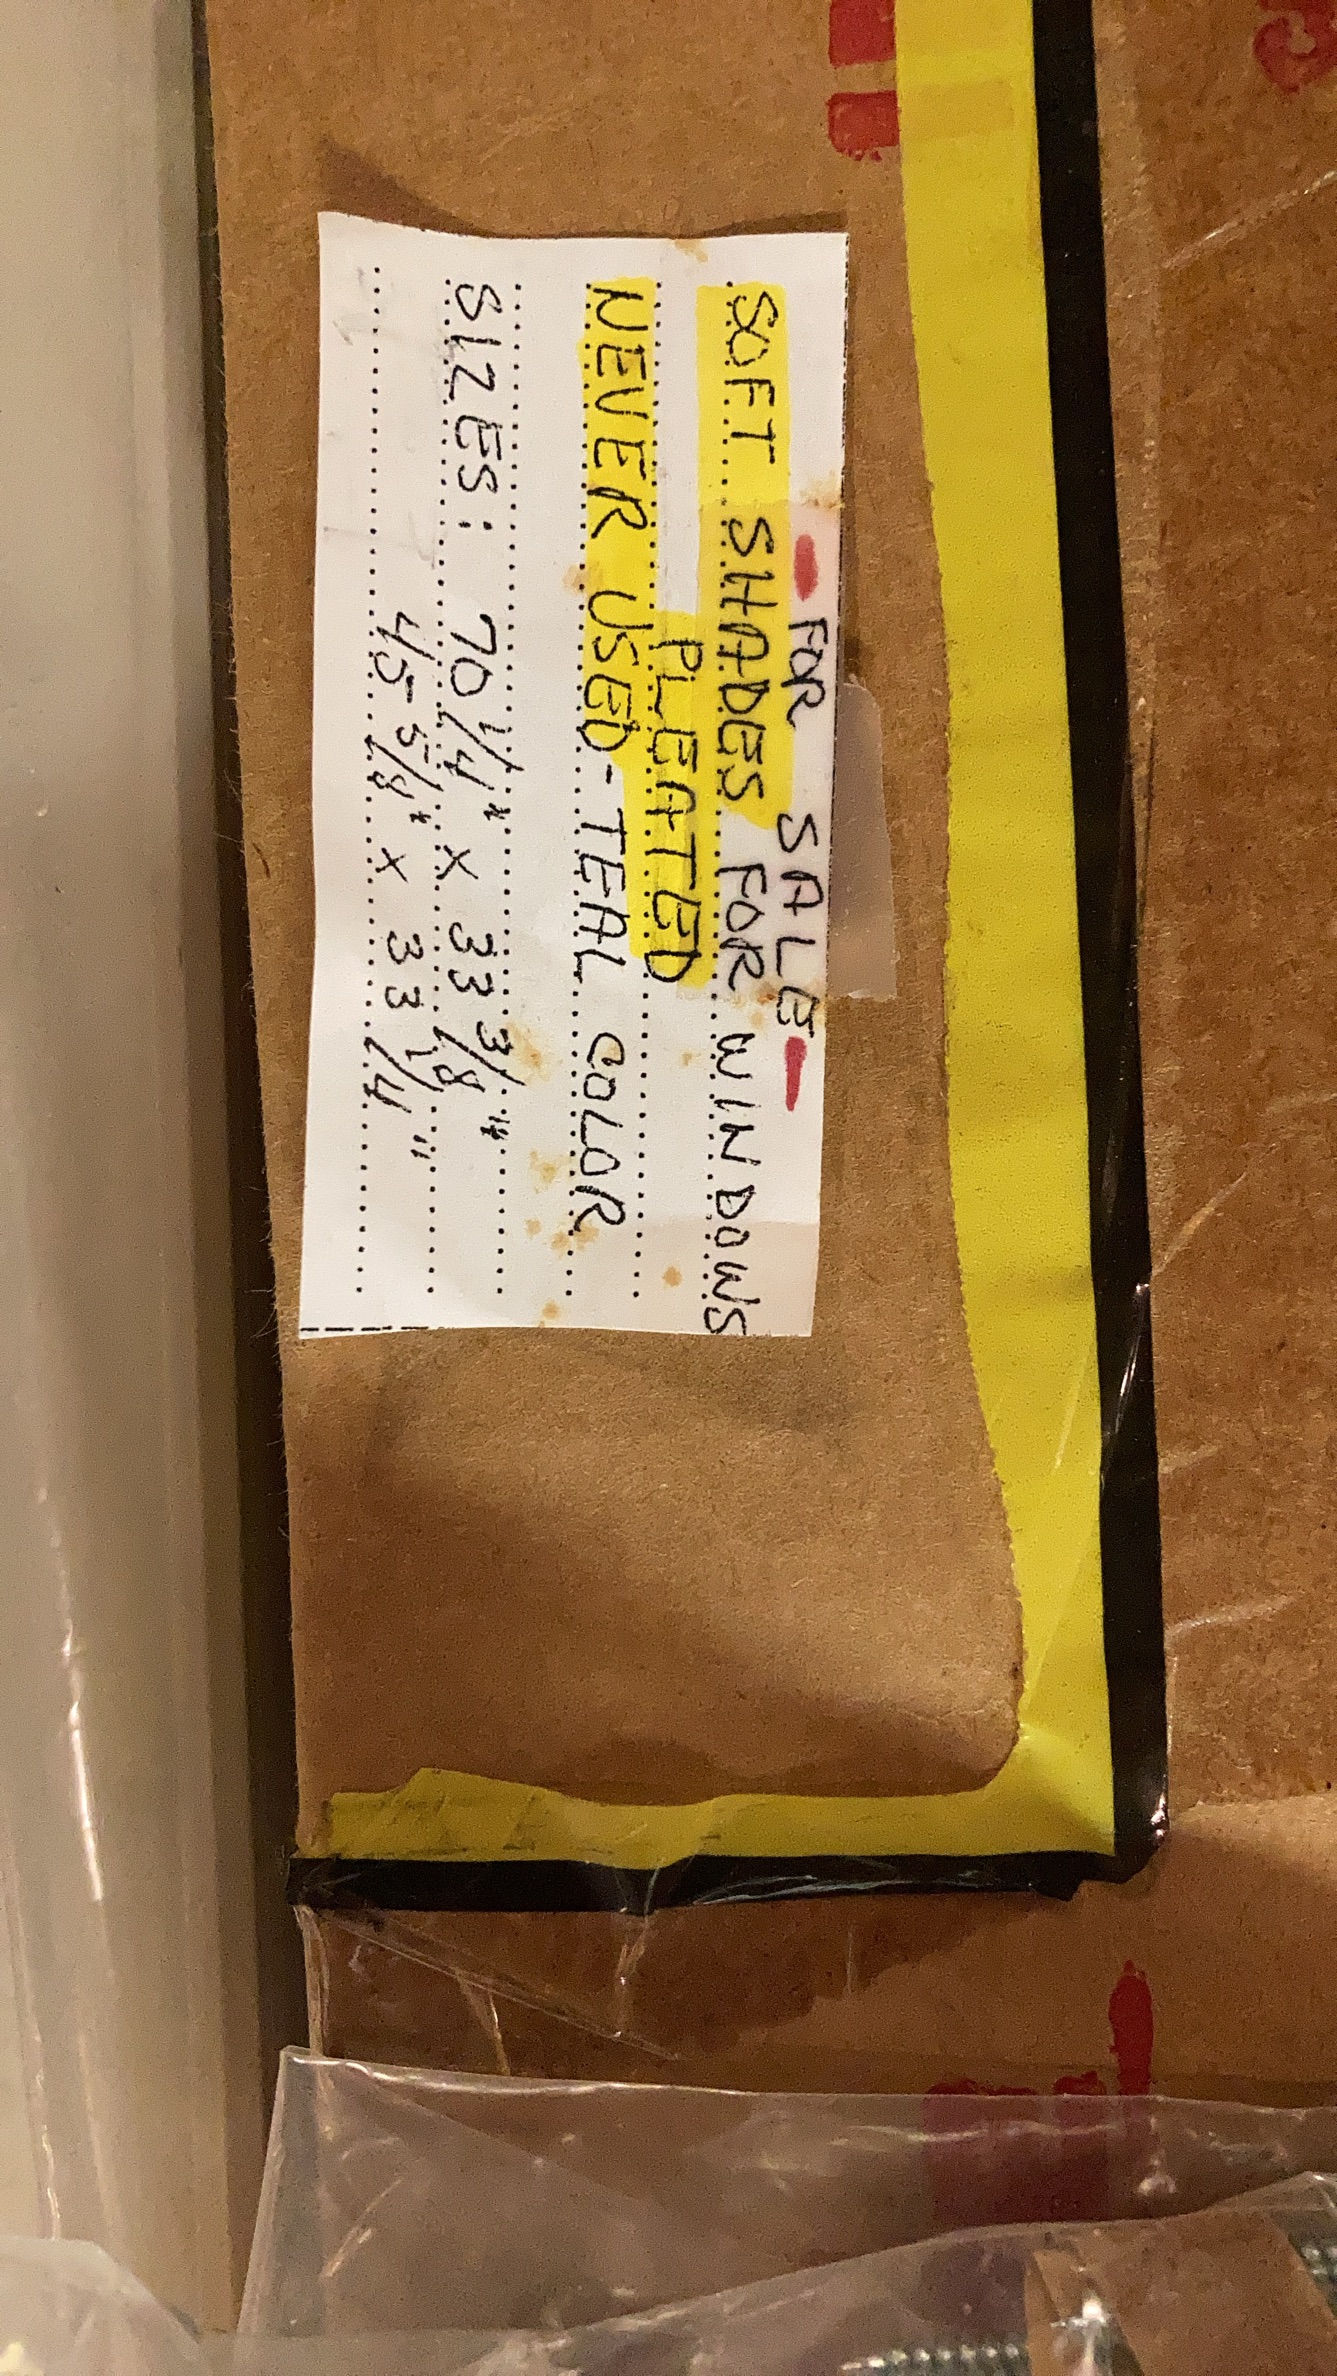 - FOR SALE -
SOFT SHADES FOR WINDOWS
PLEATED
NEVER USED - TEAL COLOR
SIZES: 70 1/4" x 33 3/8"
45-5/8" x 33 1/4"